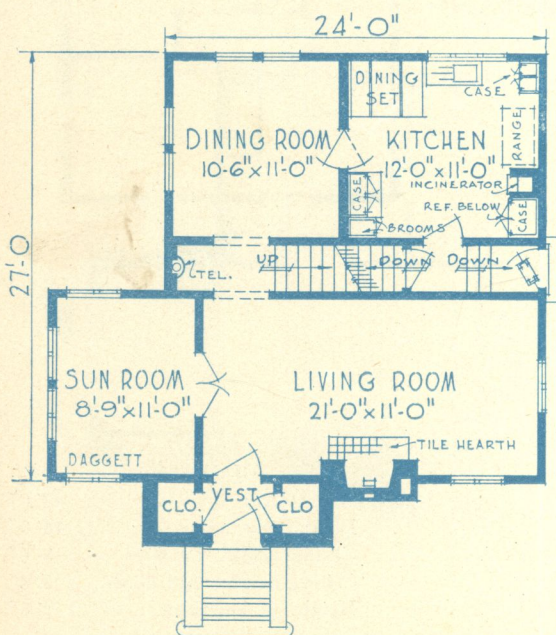 24'-0"
27'-0
DINING
SET
CASE
RANGE
DINING ROOM
10'-6"x11'-0"
KITCHEN
12'-0"x11'-0"
INCINERATOR
CASE
REF. BELOW
CASE
BROOMS
TEL.
UP
DOWN
DOWN
SUN ROOM
8'-9"x11'-0"
LIVING ROOM
21'-0"x11'-0"
TILE HEARTH
DAGGETT
CLO.
VEST.
CLO